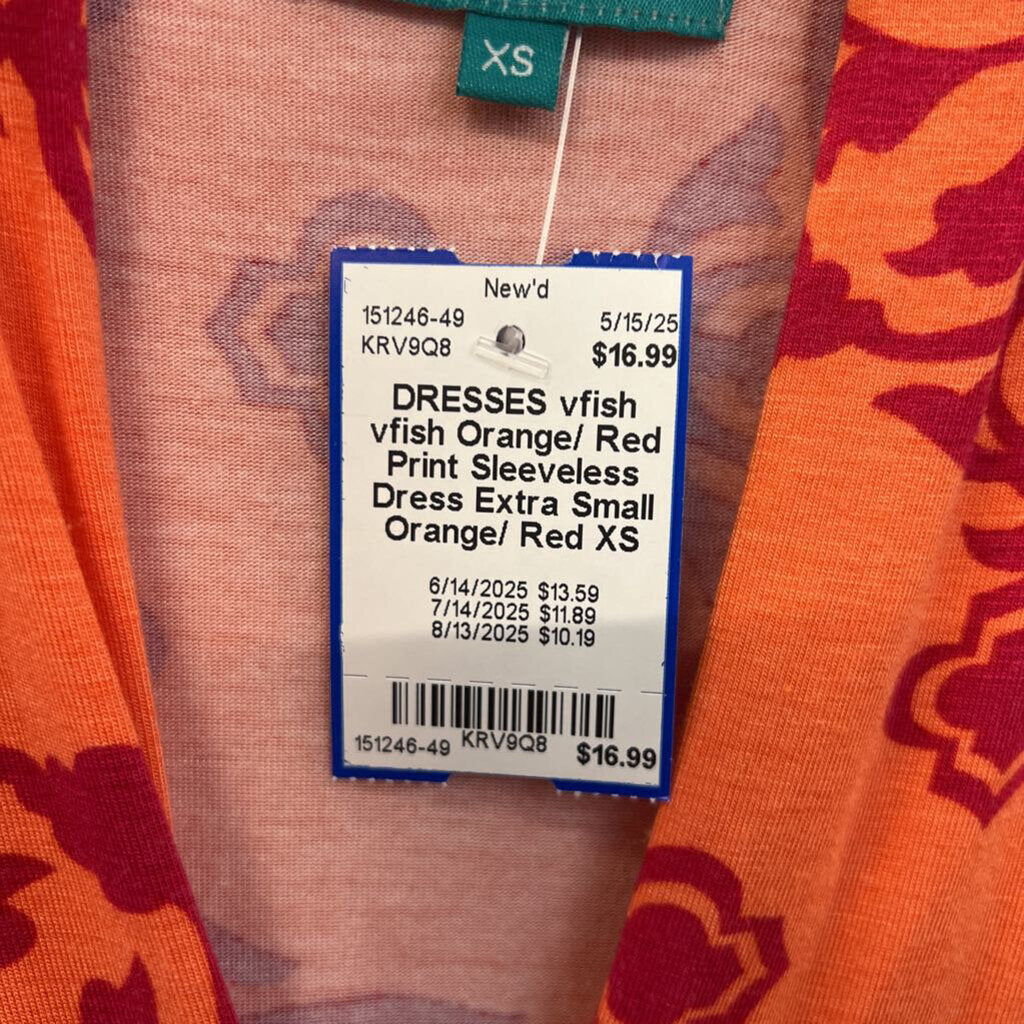 XS
New'd
151246-49 5/15/25
KRV9Q8 $16.99
DRESSES vfish
vfish Orange/ Red
Print Sleeveless
Dress Extra Small
Orange/ Red XS
6/14/2025 $13.59
7/14/2025 $11.89
8/13/2025 $10.19
151246-49 KRV9Q8 $16.99